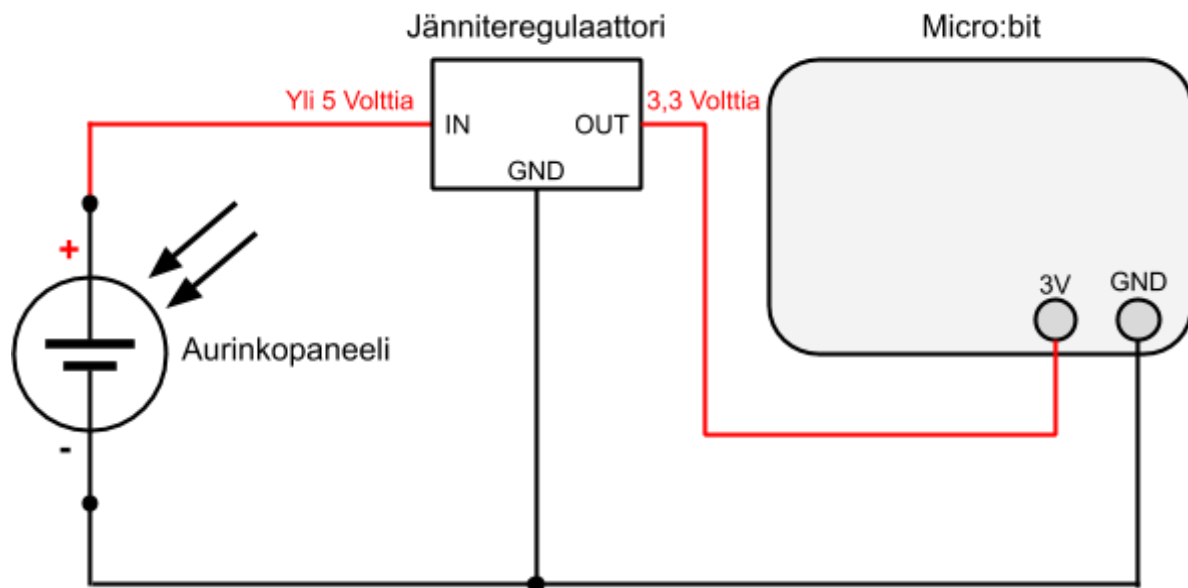 Jänniteregulaattori
Micro:bit
Yli 5 Volttia
IN
OUT
GND
3,3 Volttia
+
Aurinkopaneeli
-
3V
GND